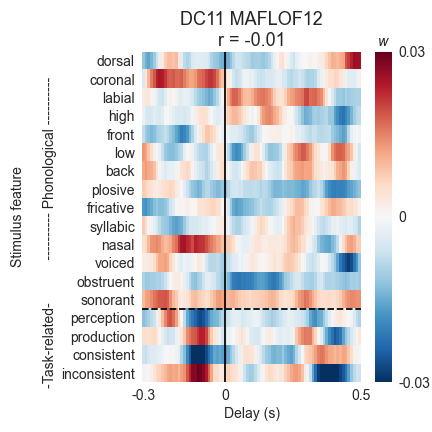 DC11 MAFLOF12
r = -0.01
w
Stimulus feature
---------- Phonological ----------
-Task-related-
dorsal
coronal
labial
high
front
low
back
plosive
fricative
syllabic
nasal
voiced
obstruent
sonorant
perception
production
consistent
inconsistent
0.03
0
-0.03
-0.3 0 0.5
Delay (s)